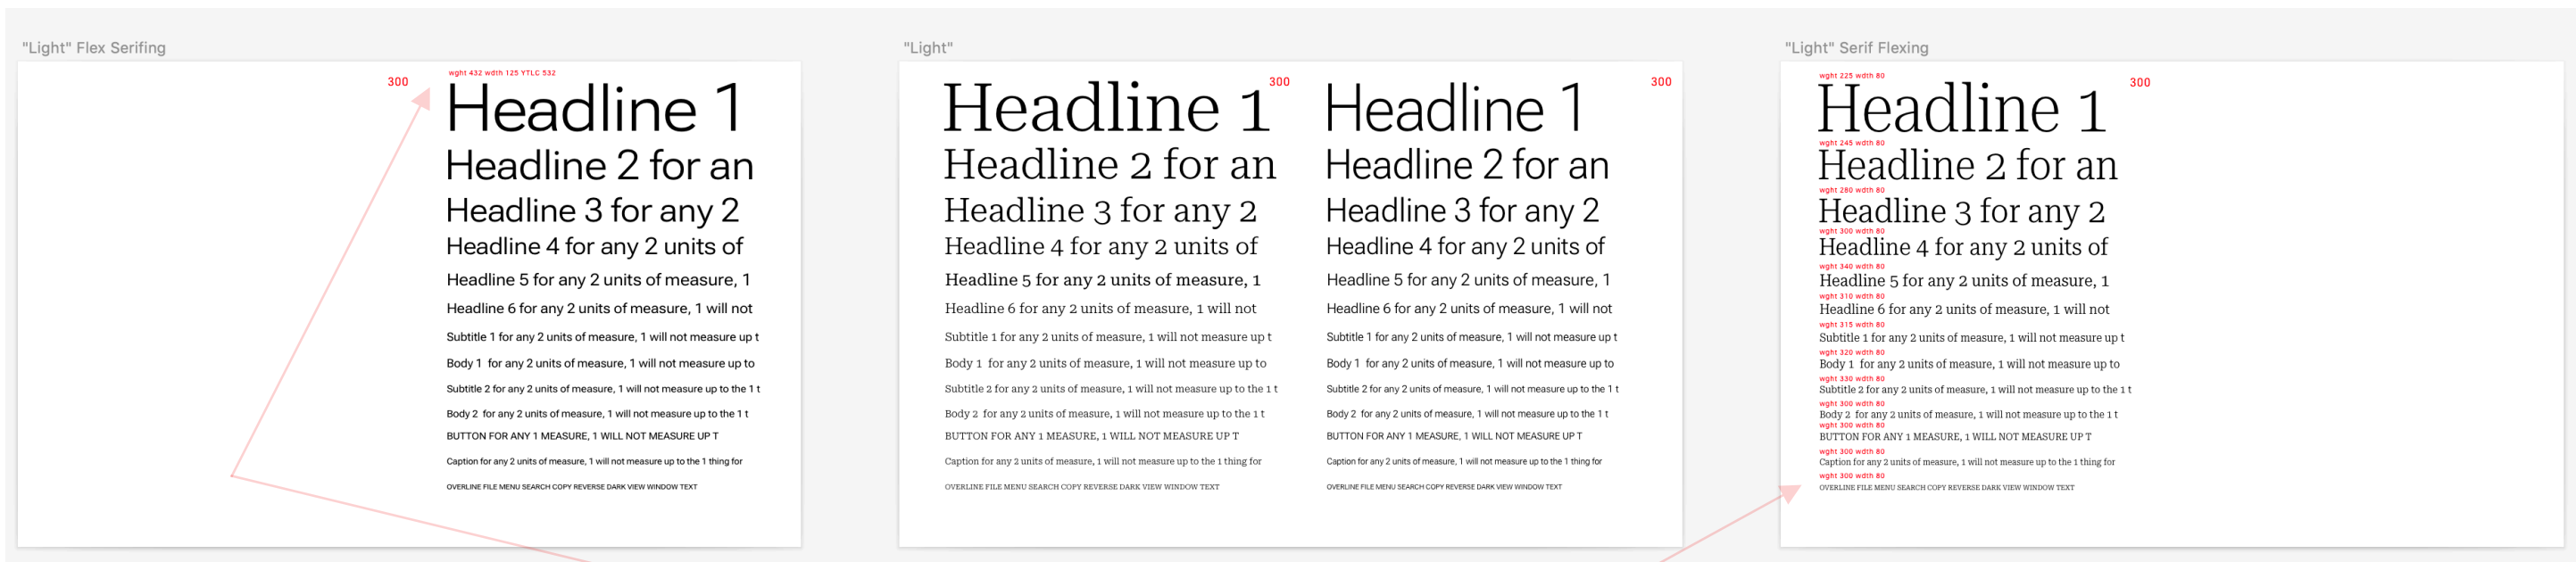 "Light" Flex Serifing
300
wght 432 wdth 125 YTLC 532
Headline 1
Headline 2 for an
Headline 3 for any 2
Headline 4 for any 2 units of
Headline 5 for any 2 units of measure, 1
Headline 6 for any 2 units of measure, 1 will not
Subtitle 1 for any 2 units of measure, 1 will not measure up t
Body 1  for any 2 units of measure, 1 will not measure up to
Subtitle 2 for any 2 units of measure, 1 will not measure up to the 1 t
Body 2  for any 2 units of measure, 1 will not measure up to the 1 t
BUTTON FOR ANY 1 MEASURE, 1 WILL NOT MEASURE UP T
Caption for any 2 units of measure, 1 will not measure up to the 1 thing for
OVERLINE FILE MENU SEARCH COPY REVERSE DARK VIEW WINDOW TEXT
"Light"
300
Headline 1
Headline 2 for an
Headline 3 for any 2
Headline 4 for any 2 units of
Headline 5 for any 2 units of measure, 1
Headline 6 for any 2 units of measure, 1 will not
Subtitle 1 for any 2 units of measure, 1 will not measure up t
Body 1  for any 2 units of measure, 1 will not measure up to
Subtitle 2 for any 2 units of measure, 1 will not measure up to the 1 t
Body 2  for any 2 units of measure, 1 will not measure up to the 1 t
BUTTON FOR ANY 1 MEASURE, 1 WILL NOT MEASURE UP T
Caption for any 2 units of measure, 1 will not measure up to the 1 thing for
OVERLINE FILE MENU SEARCH COPY REVERSE DARK VIEW WINDOW TEXT
300
Headline 1
Headline 2 for an
Headline 3 for any 2
Headline 4 for any 2 units of
Headline 5 for any 2 units of measure, 1
Headline 6 for any 2 units of measure, 1 will not
Subtitle 1 for any 2 units of measure, 1 will not measure up t
Body 1  for any 2 units of measure, 1 will not measure up to
Subtitle 2 for any 2 units of measure, 1 will not measure up to the 1 t
Body 2  for any 2 units of measure, 1 will not measure up to the 1 t
BUTTON FOR ANY 1 MEASURE, 1 WILL NOT MEASURE UP T
Caption for any 2 units of measure, 1 will not measure up to the 1 thing for
OVERLINE FILE MENU SEARCH COPY REVERSE DARK VIEW WINDOW TEXT
"Light" Serif Flexing
wght 225 wdth 80
300
Headline 1
wght 245 wdth 80
Headline 2 for an
wght 280 wdth 80
Headline 3 for any 2
wght 300 wdth 80
Headline 4 for any 2 units of
wght 340 wdth 80
Headline 5 for any 2 units of measure, 1
wght 310 wdth 80
Headline 6 for any 2 units of measure, 1 will not
wght 315 wdth 80
Subtitle 1 for any 2 units of measure, 1 will not measure up t
wght 320 wdth 80
Body 1  for any 2 units of measure, 1 will not measure up to
wght 330 wdth 80
Subtitle 2 for any 2 units of measure, 1 will not measure up to the 1 t
wght 300 wdth 80
Body 2  for any 2 units of measure, 1 will not measure up to the 1 t
wght 300 wdth 80
BUTTON FOR ANY 1 MEASURE, 1 WILL NOT MEASURE UP T
wght 300 wdth 80
Caption for any 2 units of measure, 1 will not measure up to the 1 thing for
wght 300 wdth 80
OVERLINE FILE MENU SEARCH COPY REVERSE DARK VIEW WINDOW TEXT